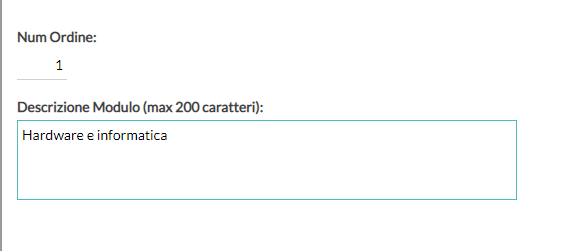 Num Ordine:
1
Descrizione Modulo (max 200 caratteri):
Hardware e informatica